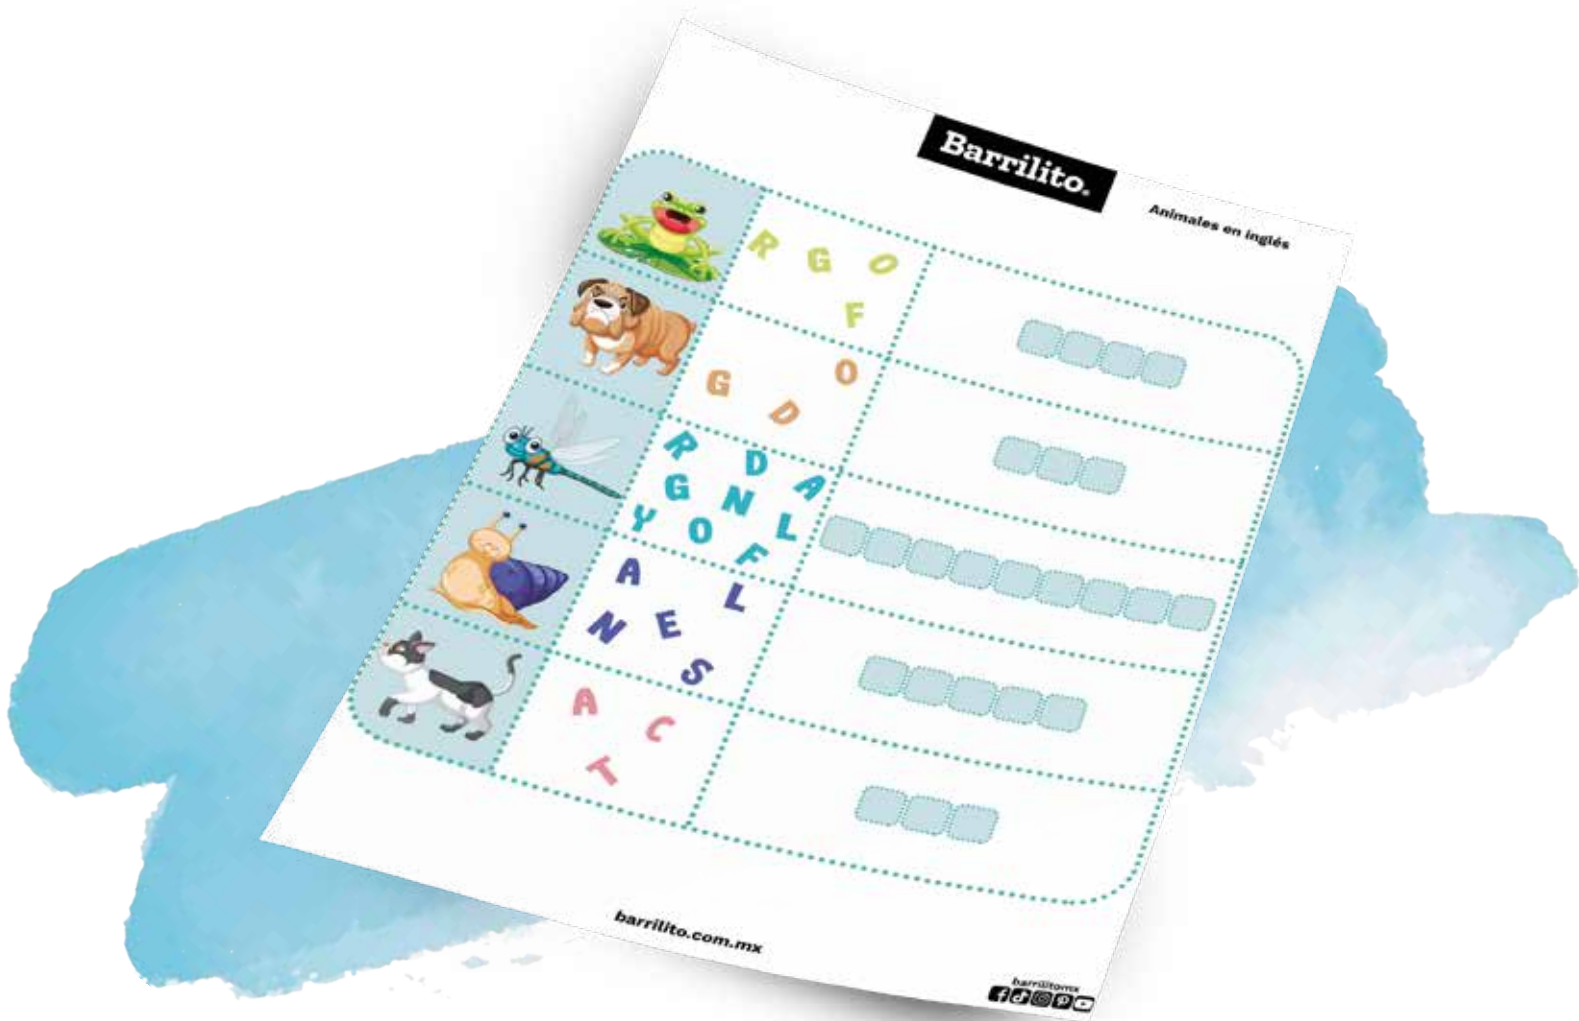 Barrilito.
Animales en inglés
R G O
F
O
G D
R D A
G N
Y O L
F
A L
N E
S
A C
T
barrilito.com.mx
barrilitomx